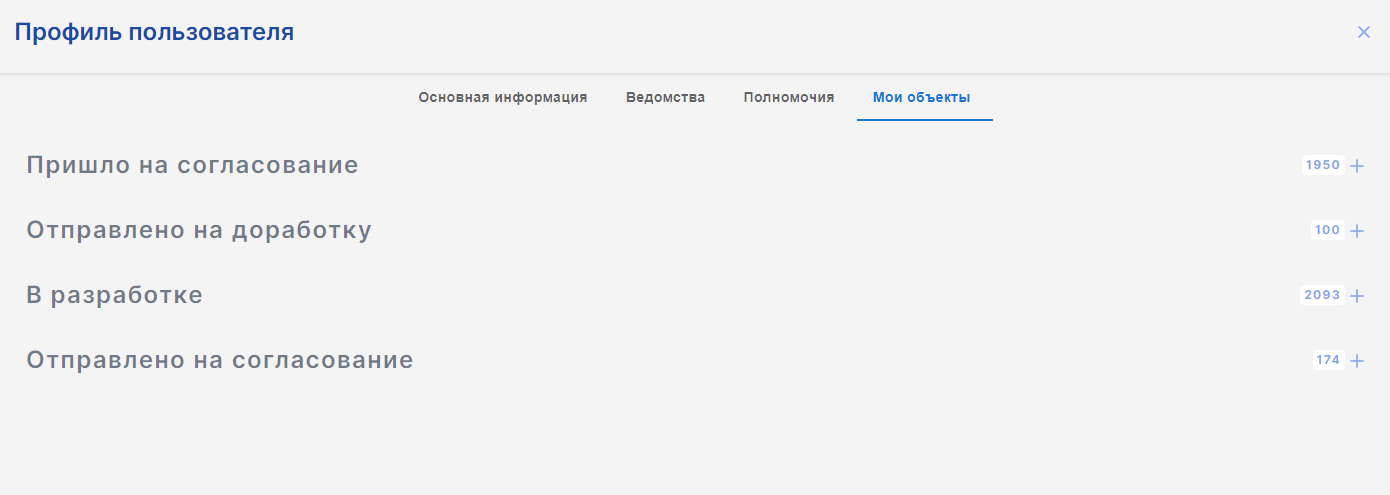 Профиль пользователя
Основная информация Ведомства Полномочия Мои объекты
Пришло на согласование 1950
Отправлено на доработку 100
В разработке 2093
Отправлено на согласование 174